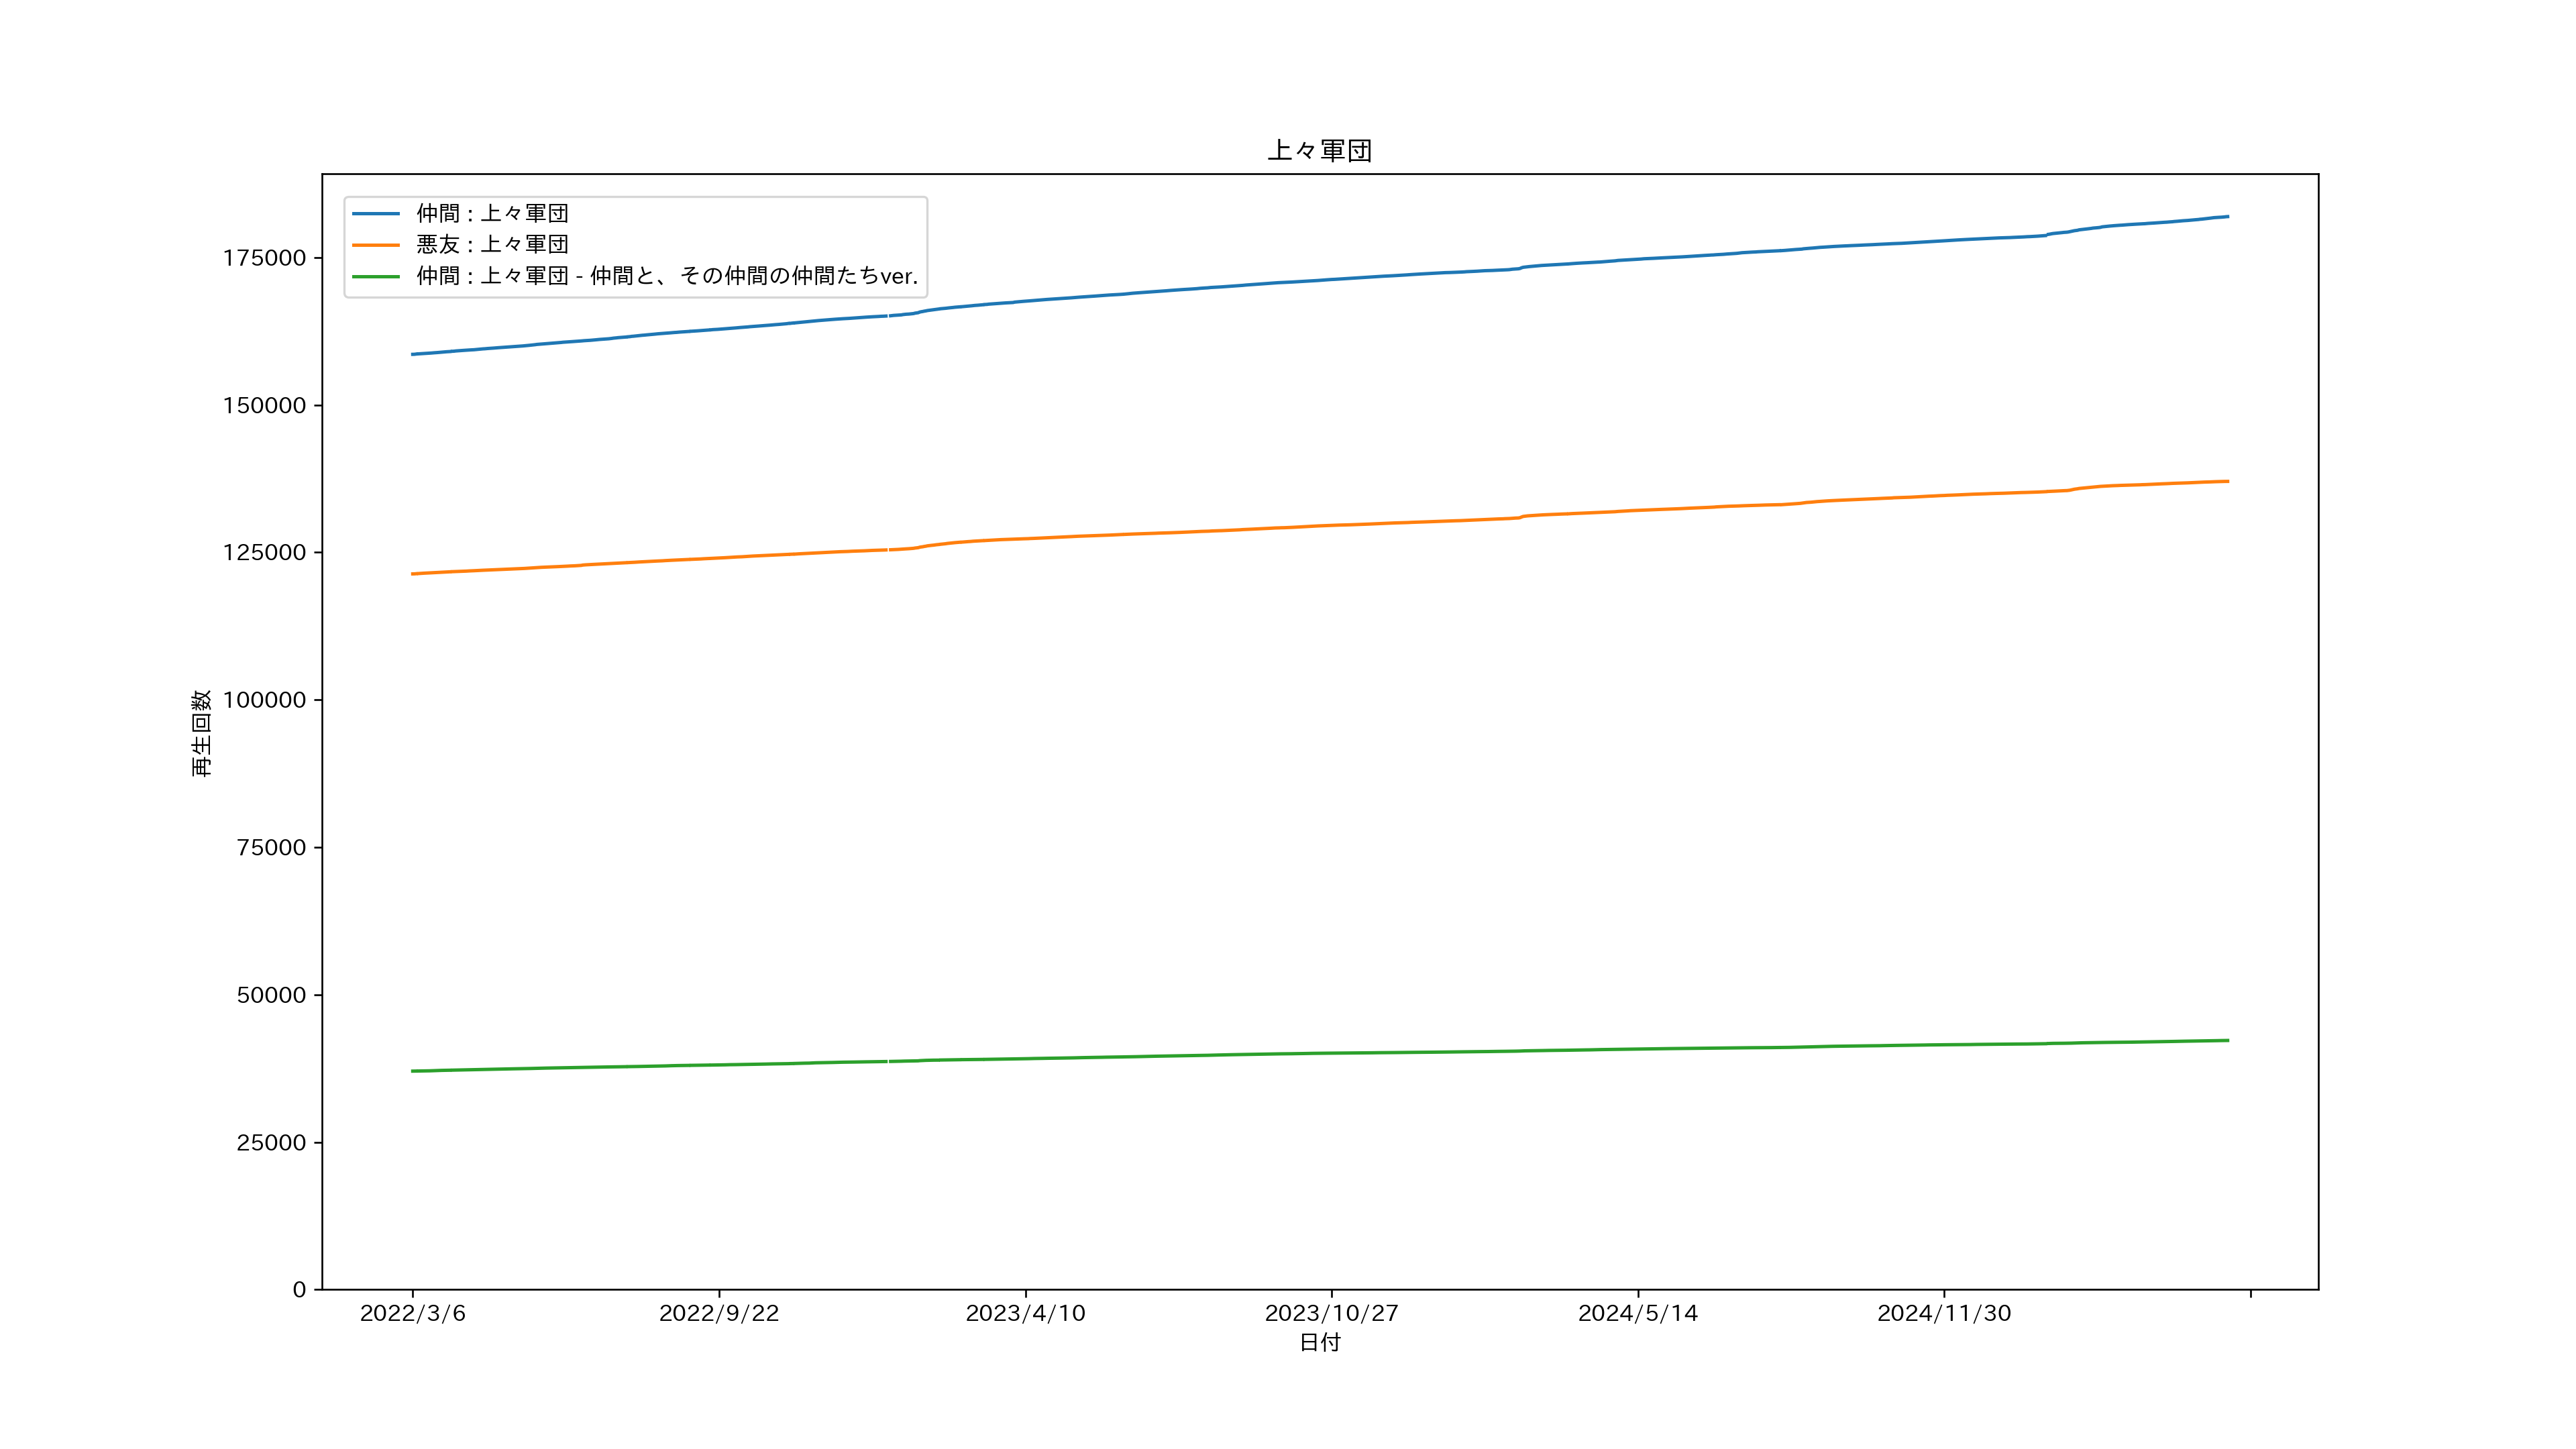 上々軍団
仲間 : 上々軍団
悪友 : 上々軍団
仲間 : 上々軍団 - 仲間と、その仲間の仲間たちver.
175000
150000
125000
100000
75000
50000
25000
0
再生回数
2022/3/6
2022/9/22
2023/4/10
2023/10/27
2024/5/14
2024/11/30
日付